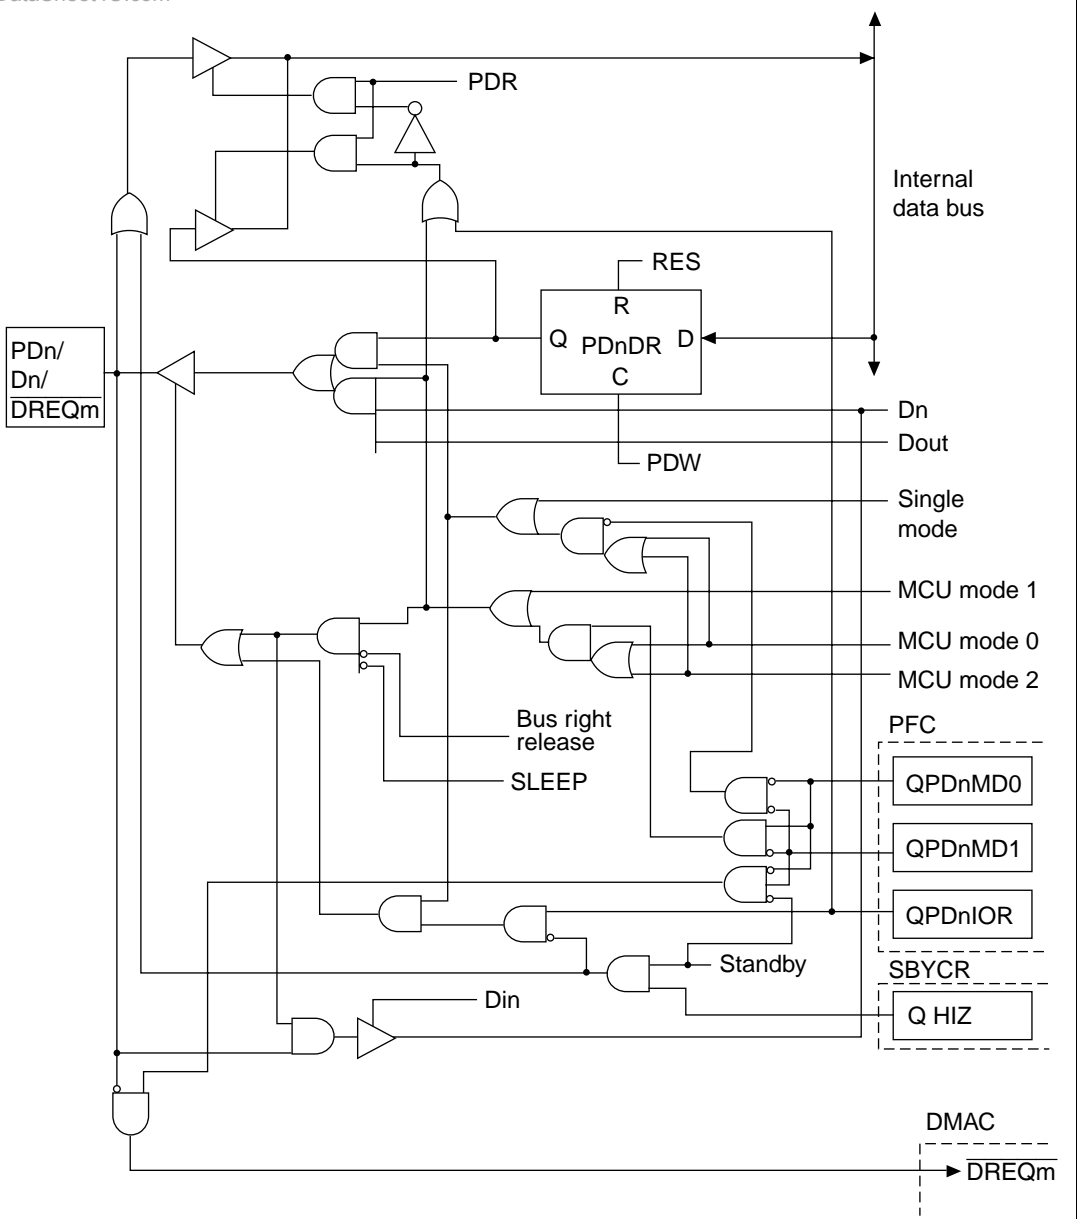 PDR
Internal
data bus
RES
R
Q PDnDR D
C
PDn/
Dn/
DREQm
Dn
Dout
PDW
Single
mode
MCU mode 1
MCU mode 0
MCU mode 2
Bus right
release
PFC
SLEEP
QPDnMD0
QPDnMD1
QPDnIOR
Standby
SBYCR
Din
Q HIZ
DMAC
DREQm